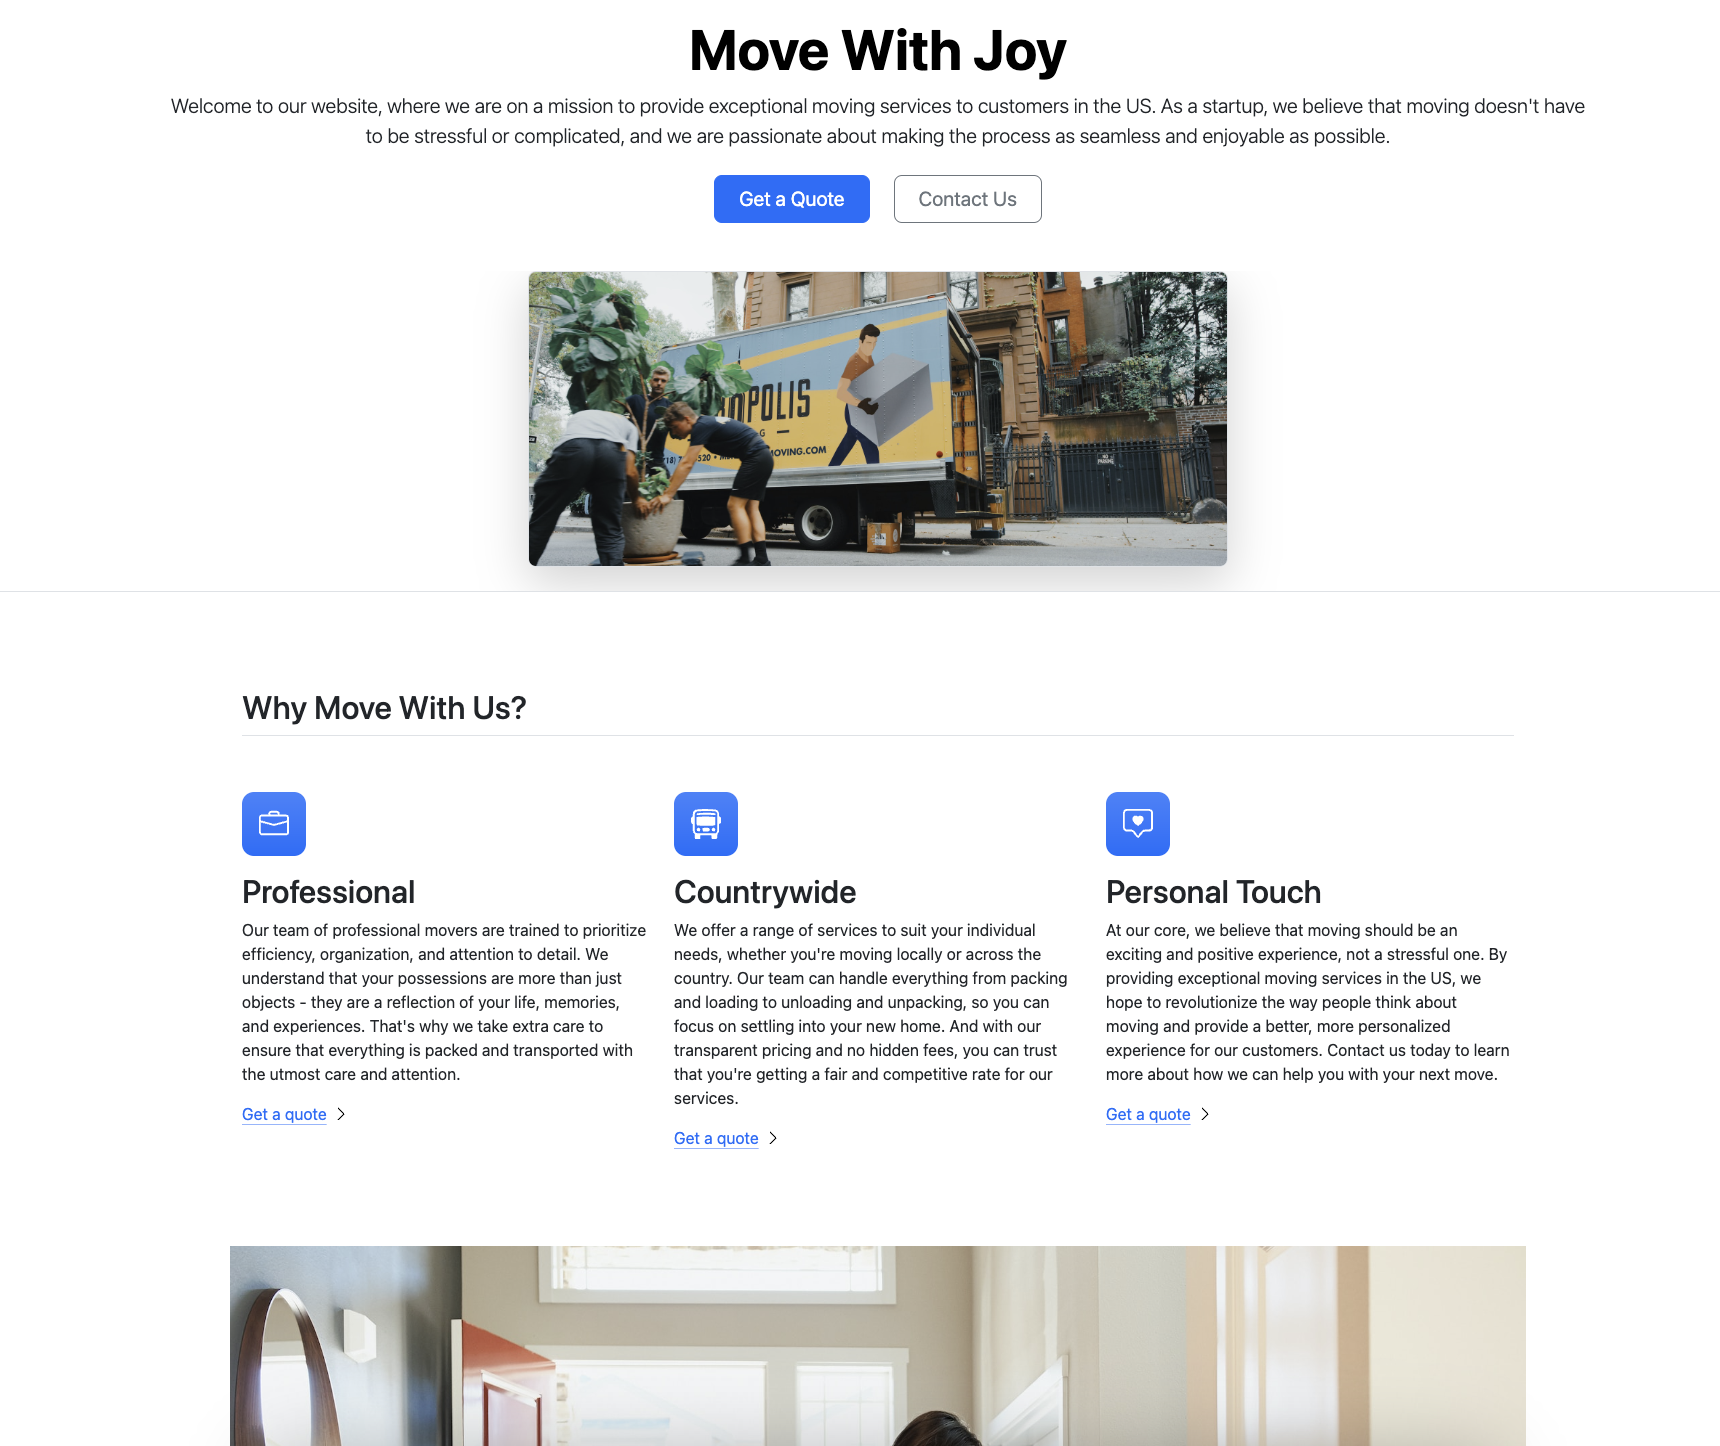 Move With Joy
Welcome to our website, where we are on a mission to provide exceptional moving services to customers in the US. As a startup, we believe that moving doesn't have
to be stressful or complicated, and we are passionate about making the process as seamless and enjoyable as possible.
Get a Quote
Contact Us
POLIS
MOVING.COM
NO
PARKING
Why Move With Us?
Professional
Our team of professional movers are trained to prioritize
efficiency, organization, and attention to detail. We
understand that your possessions are more than just
objects - they are a reflection of your life, memories,
and experiences. That's why we take extra care to
ensure that everything is packed and transported with
the utmost care and attention.
Get a quote
Countrywide
We offer a range of services to suit your individual
needs, whether you're moving locally or across the
country. Our team can handle everything from packing
and loading to unloading and unpacking, so you can
focus on settling into your new home. And with our
transparent pricing and no hidden fees, you can trust
that you're getting a fair and competitive rate for our
services.
Get a quote
Personal Touch
At our core, we believe that moving should be an
exciting and positive experience, not a stressful one. By
providing exceptional moving services in the US, we
hope to revolutionize the way people think about
moving and provide a better, more personalized
experience for our customers. Contact us today to learn
more about how we can help you with your next move.
Get a quote